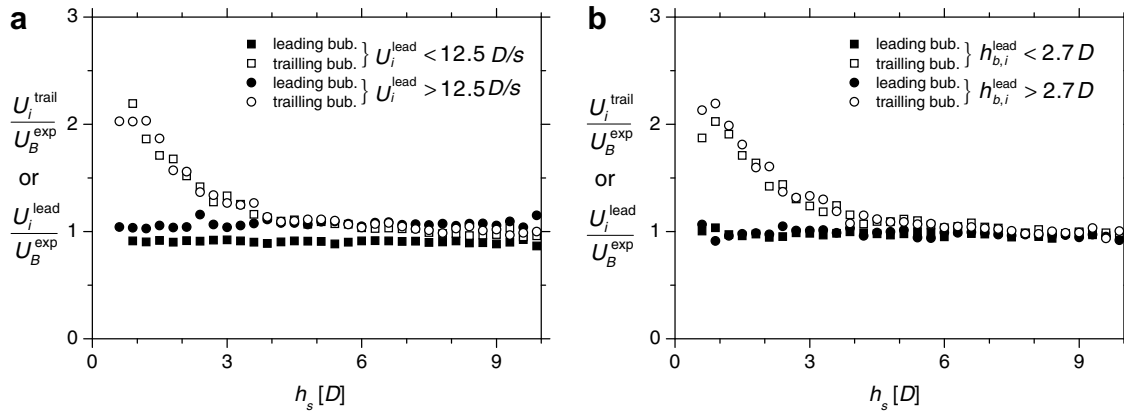 a
3
2
1
0
0
3
6
9
h_s [D]
U_i^trail
U_B^exp
or
U_i^lead
U_B^exp
■ leading bub.
□ trailling bub.
} U_i^lead < 12.5 D/s
● leading bub.
○ trailling bub.
} U_i^lead > 12.5 D/s
b
3
2
1
0
0
3
6
9
h_s [D]
U_i^trail
U_B^exp
or
U_i^lead
U_B^exp
■ leading bub.
□ trailling bub.
} h_{b,i}^lead < 2.7 D
● leading bub.
○ trailling bub.
} h_{b,i}^lead > 2.7 D